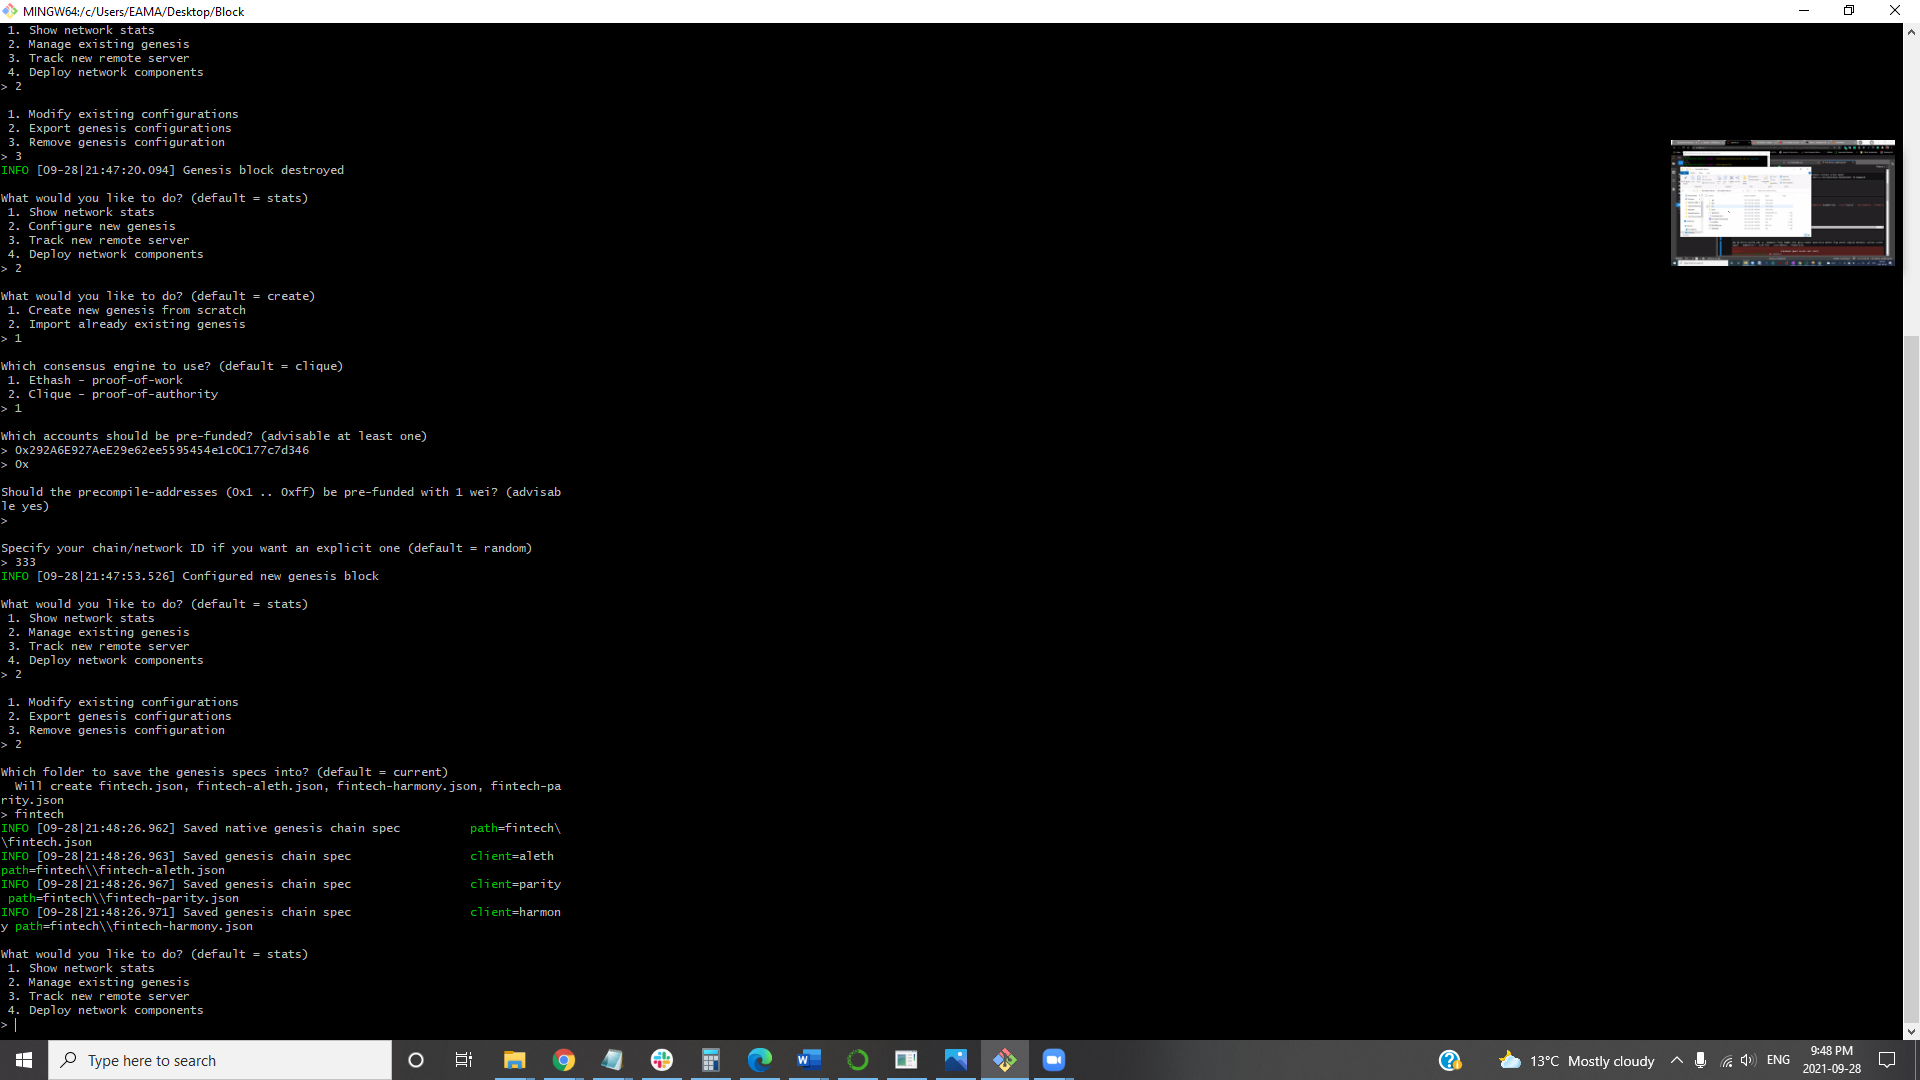 MINGW64:/c/Users/EAMA/Desktop/Block
1. Show network stats
2. Manage existing genesis
3. Track new remote server
4. Deploy network components
> 2
1. Modify existing configurations
2. Export genesis configurations
3. Remove genesis configuration
> 3
INFO [09-28|21:47:20.094] Genesis block destroyed
What would you like to do? (default = stats)
1. Show network stats
2. Configure new genesis
3. Track new remote server
4. Deploy network components
> 2
What would you like to do? (default = create)
1. Create new genesis from scratch
2. Import already existing genesis
> 1
Which consensus engine to use? (default = clique)
1. Ethash - proof-of-work
2. Clique - proof-of-authority
> 1
Which accounts should be pre-funded? (advisable at least one)
> 0x292A6E927AeE29e62ee5595454e1c0C177c7d346
> 0x
Should the precompile-addresses (0x1 .. 0xff) be pre-funded with 1 wei? (advisab
le yes)
>
Specify your chain/network ID if you want an explicit one (default = random)
> 333
INFO [09-28|21:47:53.526] Configured new genesis block
What would you like to do? (default = stats)
1. Show network stats
2. Manage existing genesis
3. Track new remote server
4. Deploy network components
> 2
1. Modify existing configurations
2. Export genesis configurations
3. Remove genesis configuration
> 2
Which folder to save the genesis specs into? (default = current)
Will create fintech.json, fintech-aleth.json, fintech-harmony.json, fintech-pa
rity.json
> fintech
INFO [09-28|21:48:26.962] Saved native genesis chain spec path=fintech\
\fintech.json
INFO [09-28|21:48:26.963] Saved genesis chain spec client=aleth
path=fintech\\fintech-aleth.json
INFO [09-28|21:48:26.967] Saved genesis chain spec client=parity
path=fintech\\fintech-parity.json
INFO [09-28|21:48:26.971] Saved genesis chain spec client=harmon
y path=fintech\\fintech-harmony.json
What would you like to do? (default = stats)
1. Show network stats
2. Manage existing genesis
3. Track new remote server
4. Deploy network components
>
Type here to search
13°C Mostly cloudy
ENG
9:48 PM
2021-09-28